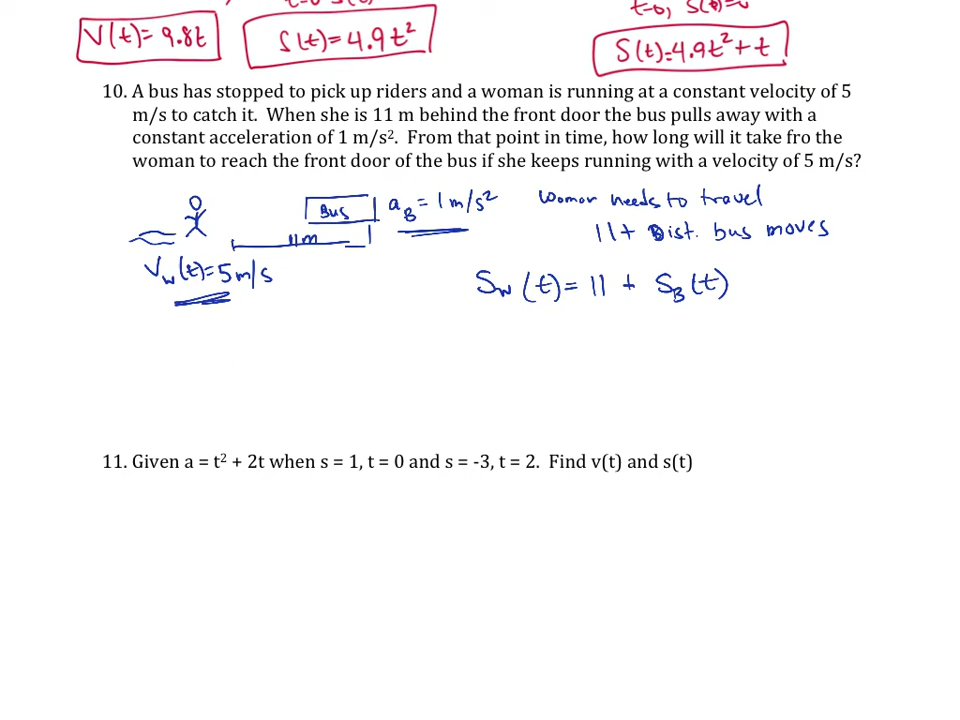 t=0, S(t)=0
V(t)= 9.8t
S(t)=4.9t²
S(t)=4.9t²+t
10. A bus has stopped to pick up riders and a woman is running at a constant velocity of 5
m/s to catch it. When she is 11 m behind the front door the bus pulls away with a
constant acceleration of 1 m/s². From that point in time, how long will it take fro the
woman to reach the front door of the bus if she keeps running with a velocity of 5 m/s?
Bus
a_B = 1 m/s²
Woman needs to travel
11 + Dist. bus moves
11m
V_w(t)=5m/s
S_w(t)= 11 + S_B(t)
11. Given a = t² + 2t when s = 1, t = 0 and s = -3, t = 2. Find v(t) and s(t)